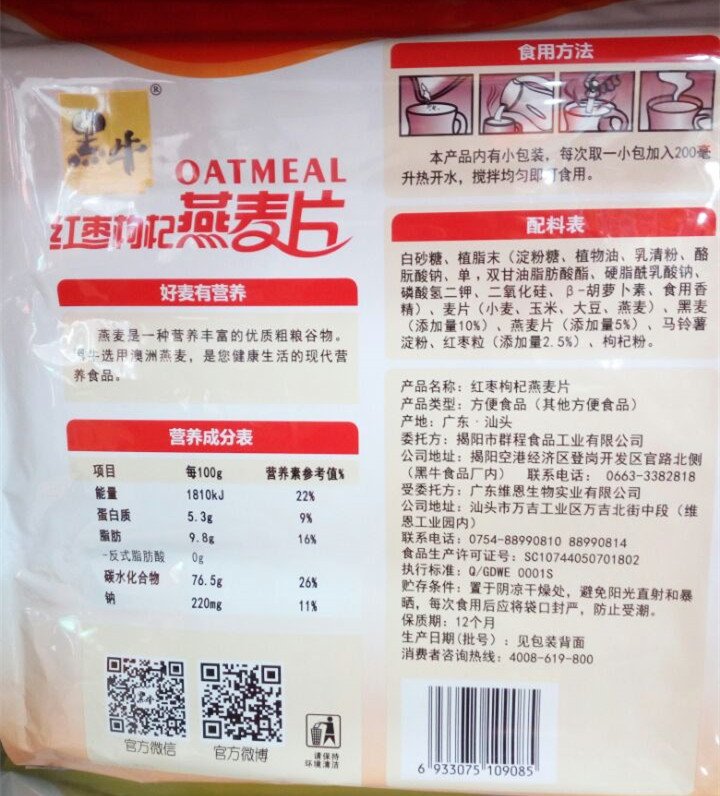 黑牛
®
OATMEAL
红枣枸杞燕麦片
好麦有营养
燕麦是一种营养丰富的优质粗粮谷物。
牛选用澳洲燕麦，是您健康生活的现代营
养食品。
营养成分表
项目 每100g 营养素参考值%
能量 1810kJ 22%
蛋白质 5.3g 9%
脂肪 9.8g 16%
-反式脂肪酸 0g
碳水化合物 76.5g 26%
钠 220mg 11%
官方微信
官方微博
请保持
环境清洁
食用方法
本产品内有小包装，每次取一小包加入200毫
升热开水，搅拌均匀即可食用。
配料表
白砂糖、植脂末（淀粉糖、植物油、乳清粉、酪
朊酸钠、单，双甘油脂肪酸酯、硬脂酰乳酸钠、
磷酸氢二钾、二氧化硅、β-胡萝卜素、食用香
精）、麦片（小麦、玉米、大豆、燕麦）、黑麦
（添加量10%）、燕麦片（添加量5%）、马铃薯
淀粉、红枣粒（添加量2.5%）、枸杞粉。
产品名称：红枣枸杞燕麦片
产品类型：方便食品（其他方便食品）
产地：广东·汕头
委托方：揭阳市群程食品工业有限公司
公司地址：揭阳空港经济区登岗开发区官路北侧
（黑牛食品厂内） 联系电话： 0663-3382818
受委托方：广东维恩生物实业有限公司
公司地址：汕头市万吉工业区万吉北街中段（维
恩工业园内）
联系电话：0754-88990810 88990814
食品生产许可证号：SC10744050701802
执行标准：Q/GDWE 0001S
贮存条件：置于阴凉干燥处，避免阳光直射和暴
晒，每次食用后应将袋口封严，防止受潮。
保质期：12个月
生产日期(批号)：见包装背面
消费者咨询热线：4008-619-800
6 933075 109085